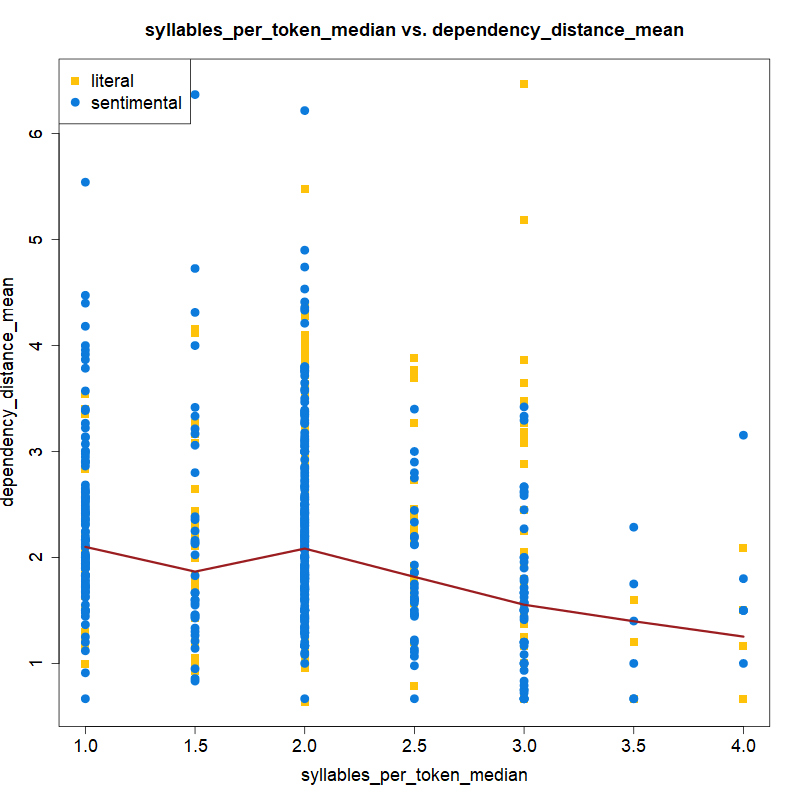 syllables_per_token_median vs. dependency_distance_mean
literal
sentimental
dependency_distance_mean
6
5
4
3
2
1
1.0 1.5 2.0 2.5 3.0 3.5 4.0
syllables_per_token_median